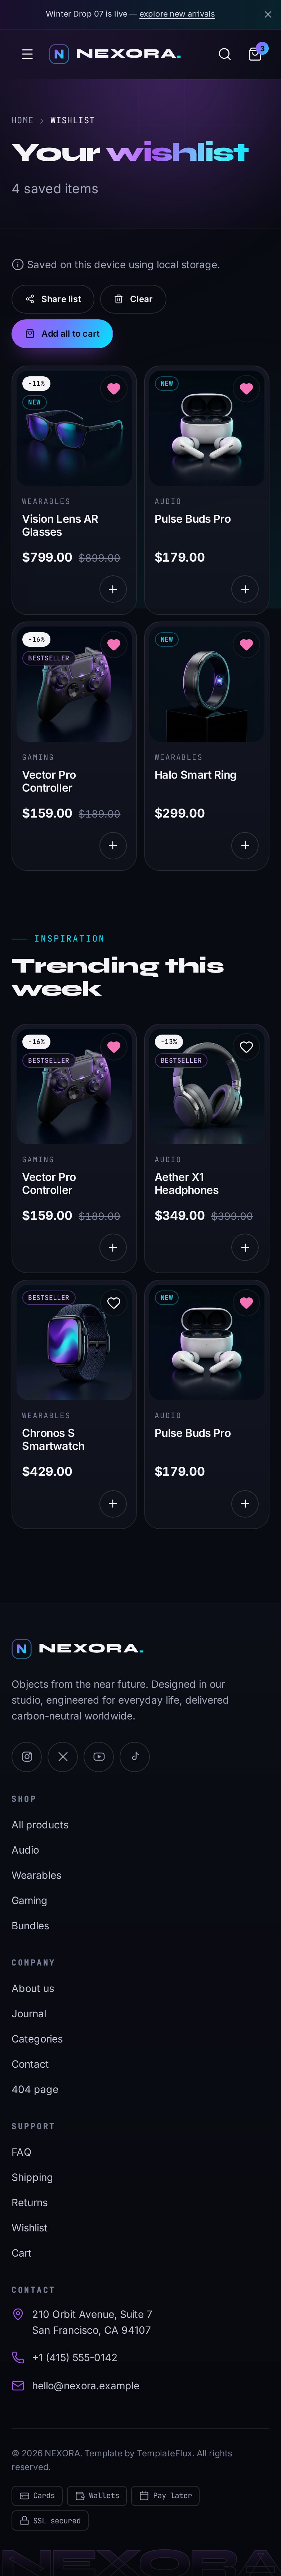 Winter Drop 07 is live — explore new arrivals
NEXORA.
3
HOME > WISHLIST
Your wishlist
4 saved items
Saved on this device using local storage.
Share list
Clear
Add all to cart
-11%
NEW
WEARABLES
Vision Lens AR
Glasses
$799.00 $899.00
NEW
AUDIO
Pulse Buds Pro
$179.00
-16%
BESTSELLER
GAMING
Vector Pro
Controller
$159.00 $189.00
NEW
WEARABLES
Halo Smart Ring
$299.00
INSPIRATION
Trending this
week
-16%
BESTSELLER
GAMING
Vector Pro
Controller
$159.00 $189.00
-13%
BESTSELLER
AUDIO
Aether X1
Headphones
$349.00 $399.00
BESTSELLER
WEARABLES
Chronos S
Smartwatch
$429.00
NEW
AUDIO
Pulse Buds Pro
$179.00
NEXORA.
Objects from the near future. Designed in our
studio, engineered for everyday life, delivered
carbon-neutral worldwide.
SHOP
All products
Audio
Wearables
Gaming
Bundles
COMPANY
About us
Journal
Categories
Contact
404 page
SUPPORT
FAQ
Shipping
Returns
Wishlist
Cart
CONTACT
210 Orbit Avenue, Suite 7
San Francisco, CA 94107
+1 (415) 555-0142
hello@nexora.example
© 2026 NEXORA. Template by TemplateFlux. All rights
reserved.
Cards
Wallets
Pay later
SSL secured
NEXORA